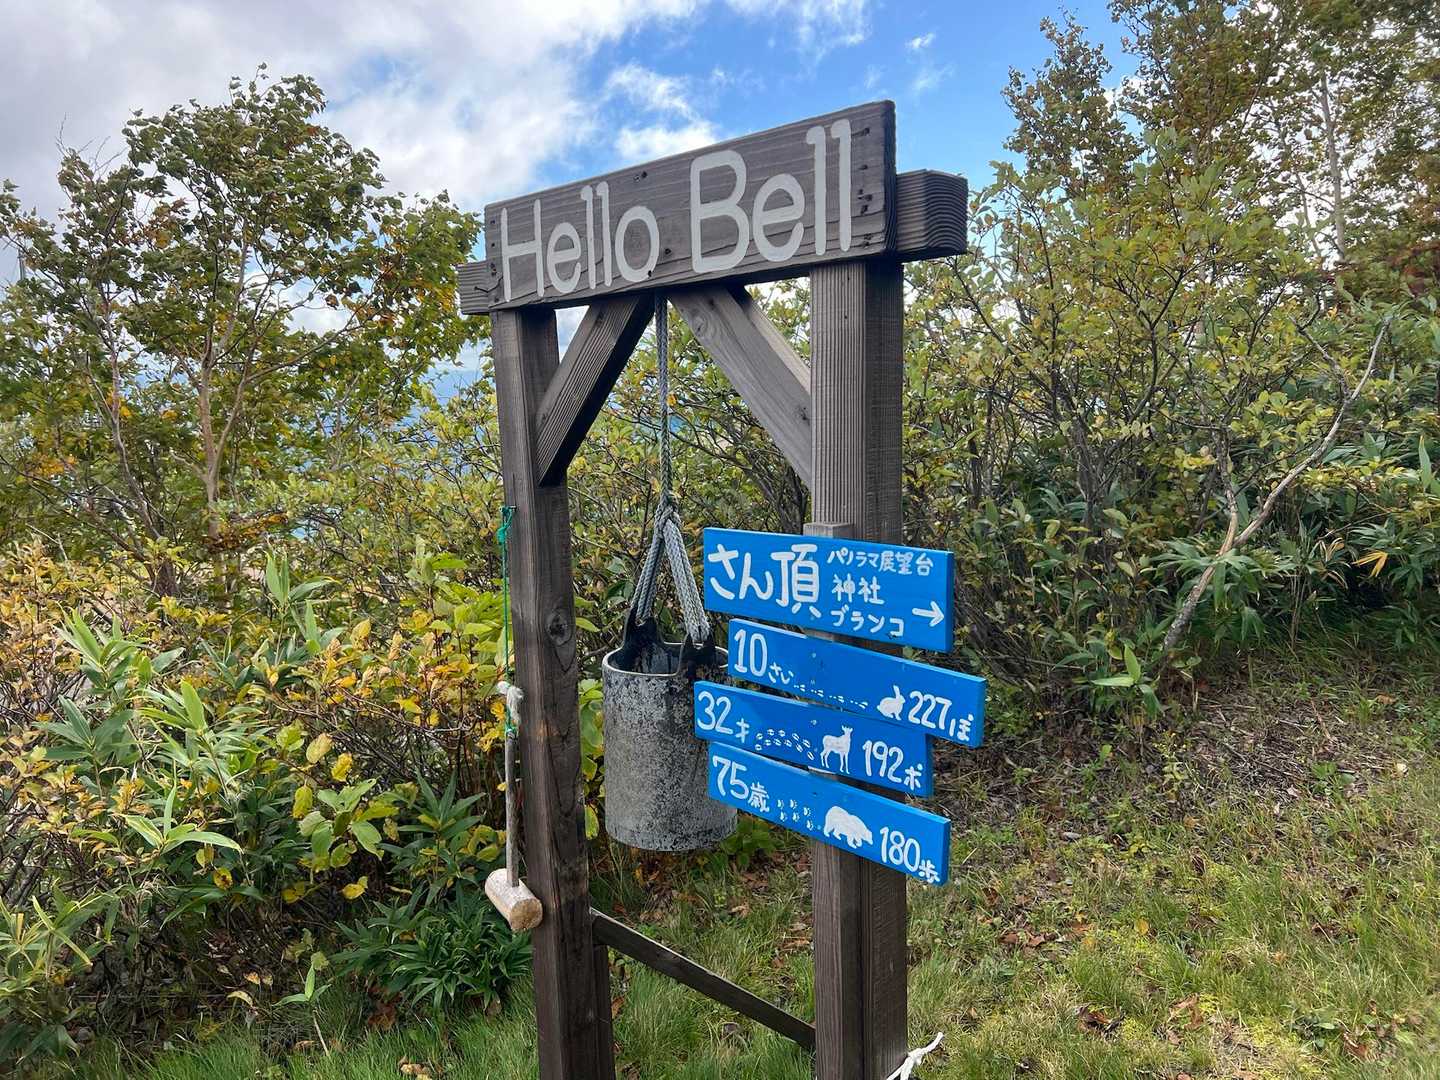 Hello Bell
さん頂 パノラマ展望台
神社
ブランコ →
10さい 227ほ
32才 192ポ
75歳 180歩